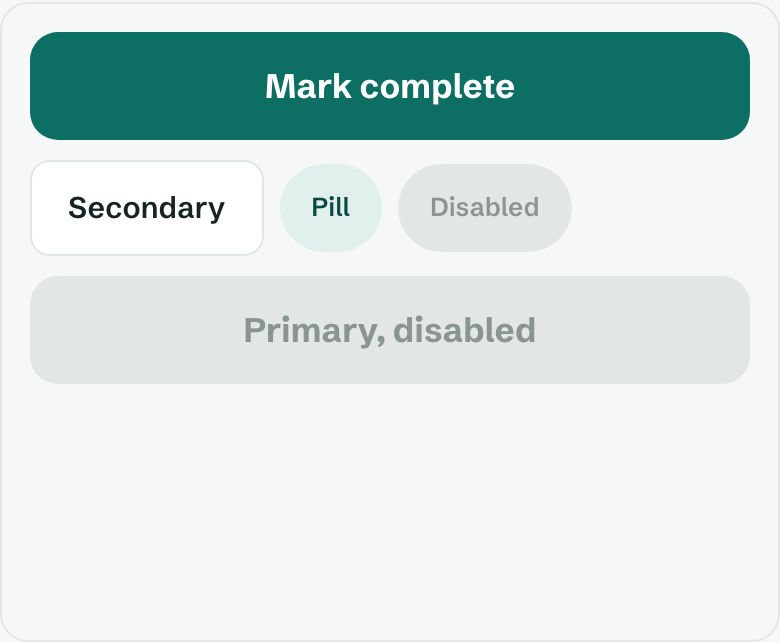 Mark complete
Secondary
Pill
Disabled
Primary, disabled